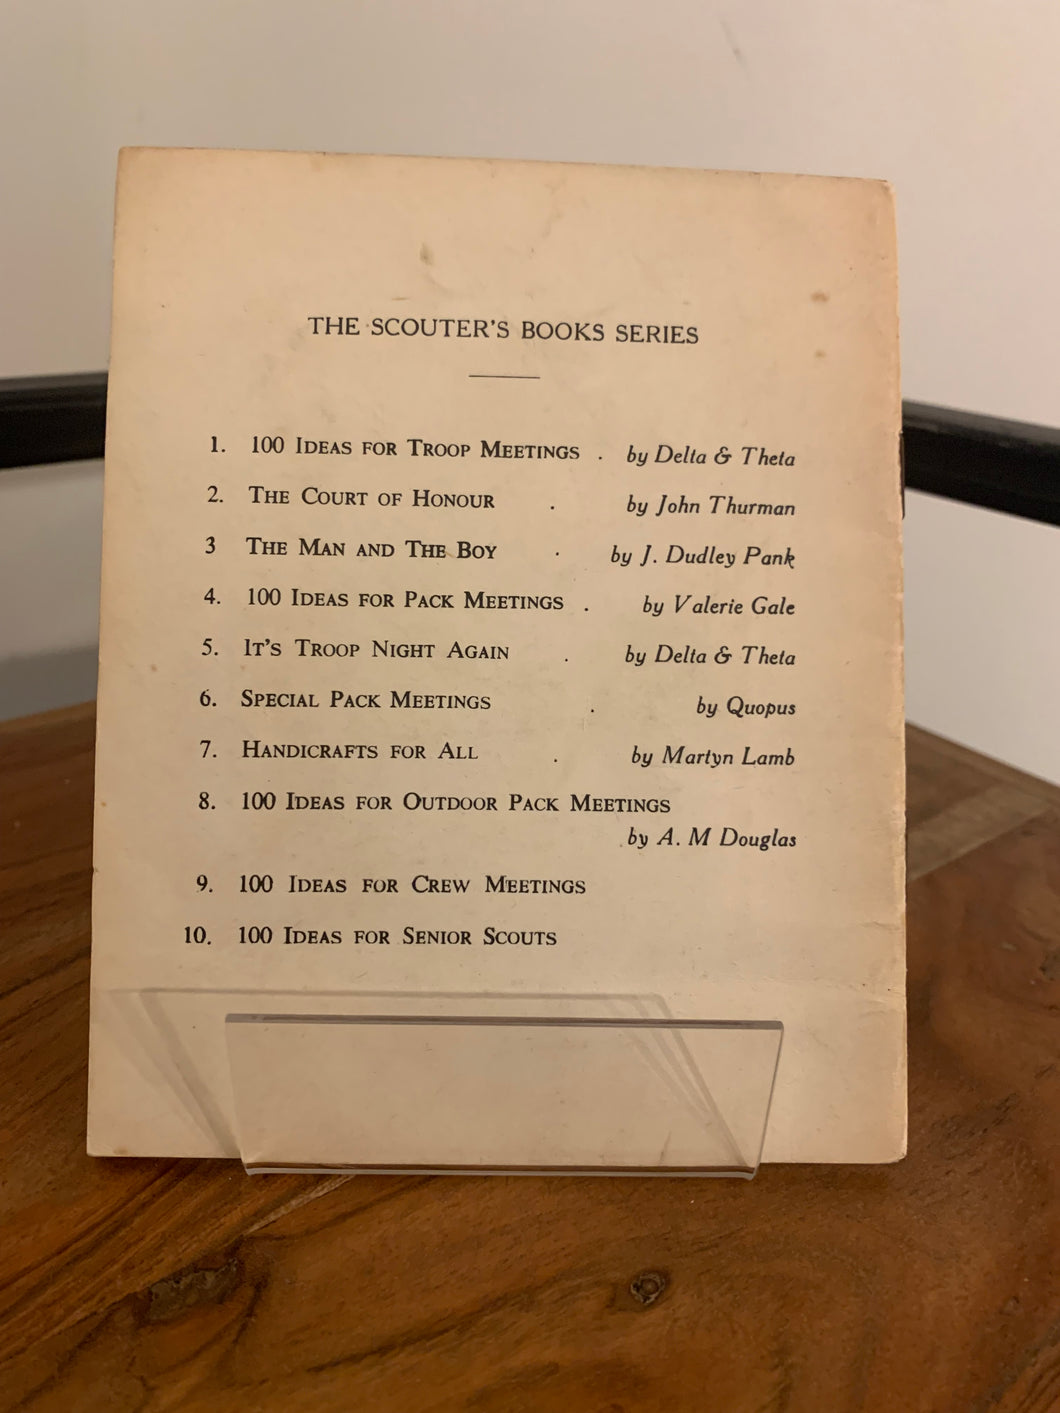 THE SCOUTER'S BOOKS SERIES
1. 100 IDEAS FOR TROOP MEETINGS . by Delta & Theta
2. THE COURT OF HONOUR . by John Thurman
3 THE MAN AND THE BOY . by J. Dudley Pank
4. 100 IDEAS FOR PACK MEETINGS . by Valerie Gale
5. IT'S TROOP NIGHT AGAIN . by Delta & Theta
6. SPECIAL PACK MEETINGS . by Quopus
7. HANDICRAFTS FOR ALL . by Martyn Lamb
8. 100 IDEAS FOR OUTDOOR PACK MEETINGS
by A. M Douglas
9. 100 IDEAS FOR CREW MEETINGS
10. 100 IDEAS FOR SENIOR SCOUTS